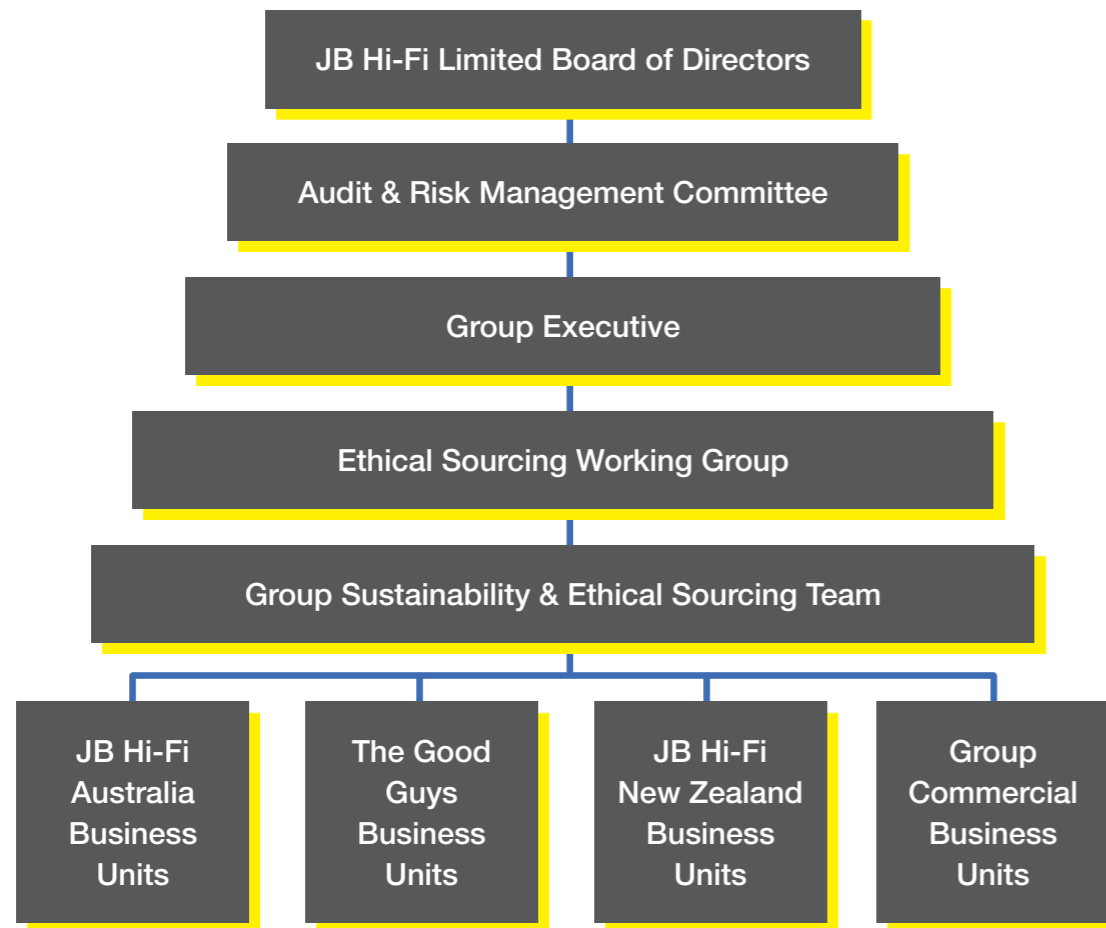 JB Hi-Fi Limited Board of Directors
Audit & Risk Management Committee
Group Executive
Ethical Sourcing Working Group
Group Sustainability & Ethical Sourcing Team
JB Hi-Fi
Australia
Business
Units
The Good
Guys
Business
Units
JB Hi-Fi
New Zealand
Business
Units
Group
Commercial
Business
Units